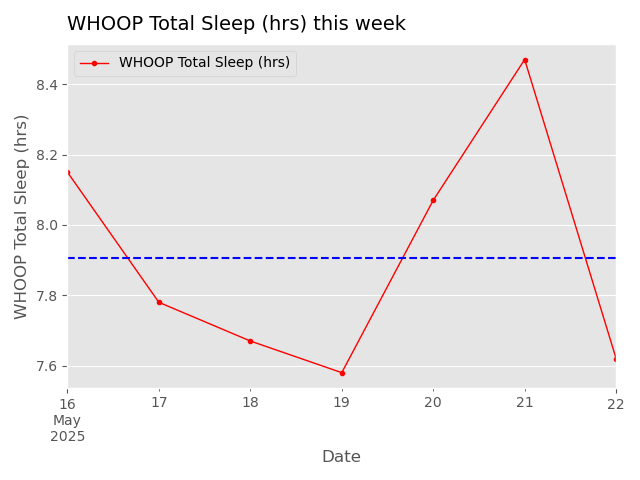 WHOOP Total Sleep (hrs) this week
WHOOP Total Sleep (hrs)
WHOOP Total Sleep (hrs)
8.4
8.2
8.0
7.8
7.6
16 17 18 19 20 21 22
May
2025
Date